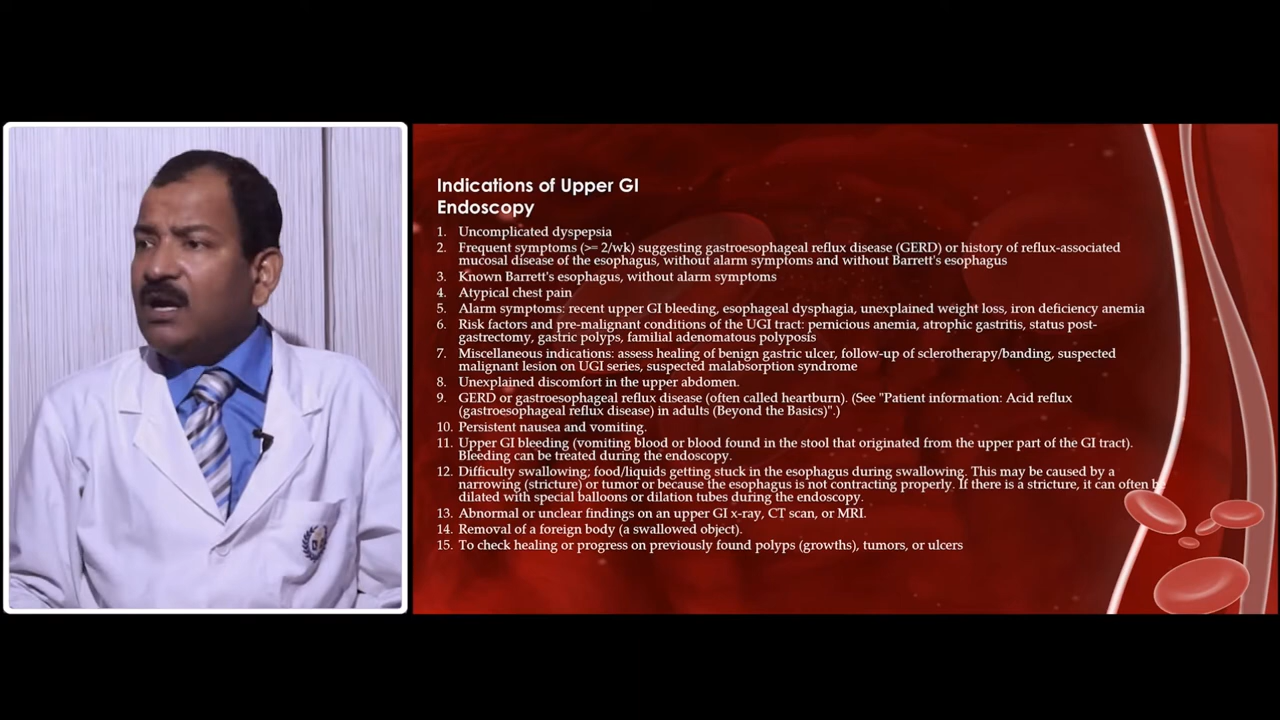 Indications of Upper GI
Endoscopy
1. Uncomplicated dyspepsia
2. Frequent symptoms (>= 2/wk) suggesting gastroesophageal reflux disease (GERD) or history of reflux-associated
mucosal disease of the esophagus, without alarm symptoms and without Barrett's esophagus
3. Known Barrett's esophagus, without alarm symptoms
4. Atypical chest pain
5. Alarm symptoms: recent upper GI bleeding, esophageal dysphagia, unexplained weight loss, iron deficiency anemia
6. Risk factors and pre-malignant conditions of the UGI tract: pernicious anemia, atrophic gastritis, status post-
gastrectomy, gastric polyps, familial adenomatous polyposis
7. Miscellaneous indications: assess healing of benign gastric ulcer, follow-up of sclerotherapy/banding, suspected
malignant lesion on UGI series, suspected malabsorption syndrome
8. Unexplained discomfort in the upper abdomen.
9. GERD or gastroesophageal reflux disease (often called heartburn). (See "Patient information: Acid reflux
(gastroesophageal reflux disease) in adults (Beyond the Basics)".)
10. Persistent nausea and vomiting.
11. Upper GI bleeding (vomiting blood or blood found in the stool that originated from the upper part of the GI tract).
Bleeding can be treated during the endoscopy.
12. Difficulty swallowing; food/liquids getting stuck in the esophagus during swallowing. This may be caused by a
narrowing (stricture) or tumor or because the esophagus is not contracting properly. If there is a stricture, it can often be
dilated with special balloons or dilation tubes during the endoscopy.
13. Abnormal or unclear findings on an upper GI x-ray, CT scan, or MRI.
14. Removal of a foreign body (a swallowed object).
15. To check healing or progress on previously found polyps (growths), tumors, or ulcers